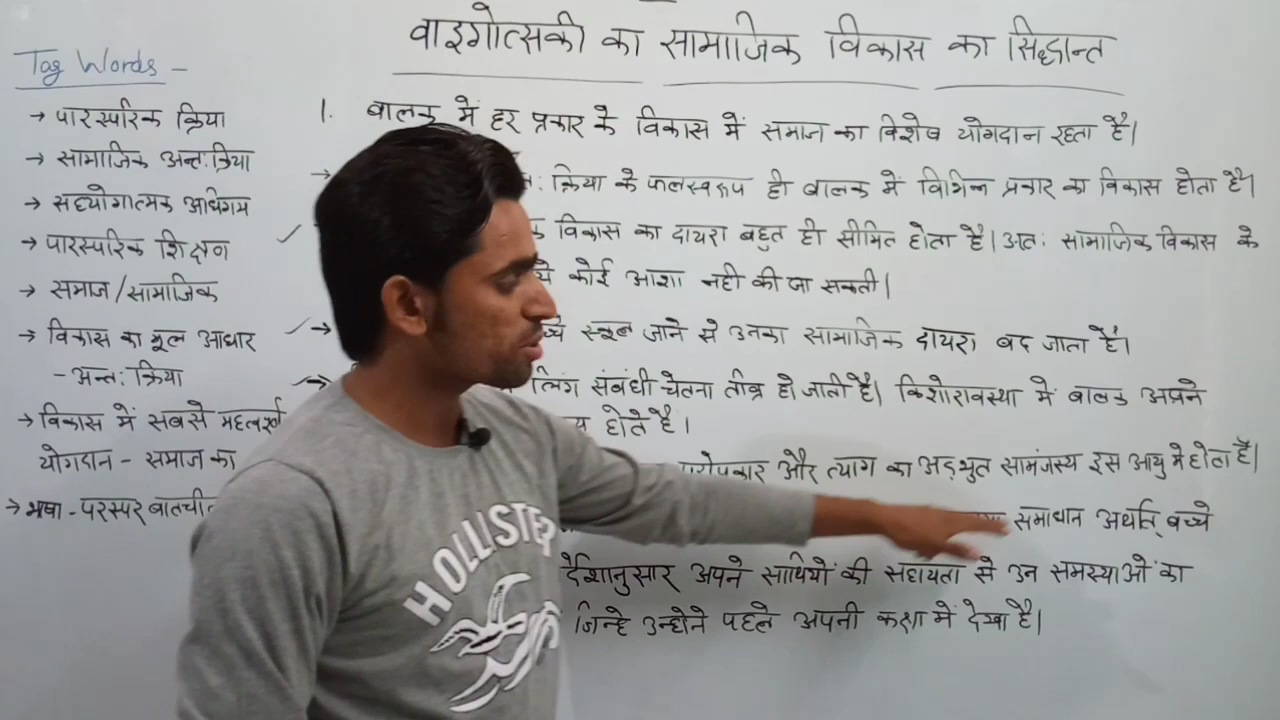 वाइगोत्सकी का सामाजिक विकास का सिद्धान्त
Tag Words -
→ पारस्परिक क्रिया
→ सामाजिक अन्तःक्रिया
→ सहयोगात्मक अधिगम
→ पारस्परिक शिक्षण
→ समाज/सामाजिक
→ विकास का मूल आधार
- अन्तःक्रिया
→ विकास में सबसे महत्वपूर्ण
योगदान - समाज का
→ भाषा - परस्पर बातचीत
1. बालक में हर प्रकार के विकास में समाज का विशेष योगदान रहता है।
→ क्रिया के फलस्वरूप ही बालक में विभिन्न प्रकार का विकास होता है।
विकास का दायरा बहुत ही सीमित होता है। अतः सामाजिक विकास के
कोई आशा नही की जा सकती।
→ स्कूल जाने से उनका सामाजिक दायरा बढ जाता है।
→ लिंग संबंधी चेतना तीव्र हो जाती है। किशोरावस्था में बालक अपने
होते है।
और त्याग का अद्भुत सामंजस्य इस आयु मे होता है।
समाधान अर्थात् बच्चे
अपने साथियों की सहायता से उन समस्याओं का
जिन्हे उन्होने पहले अपनी कक्षा में देखा है।
HOLLISTER